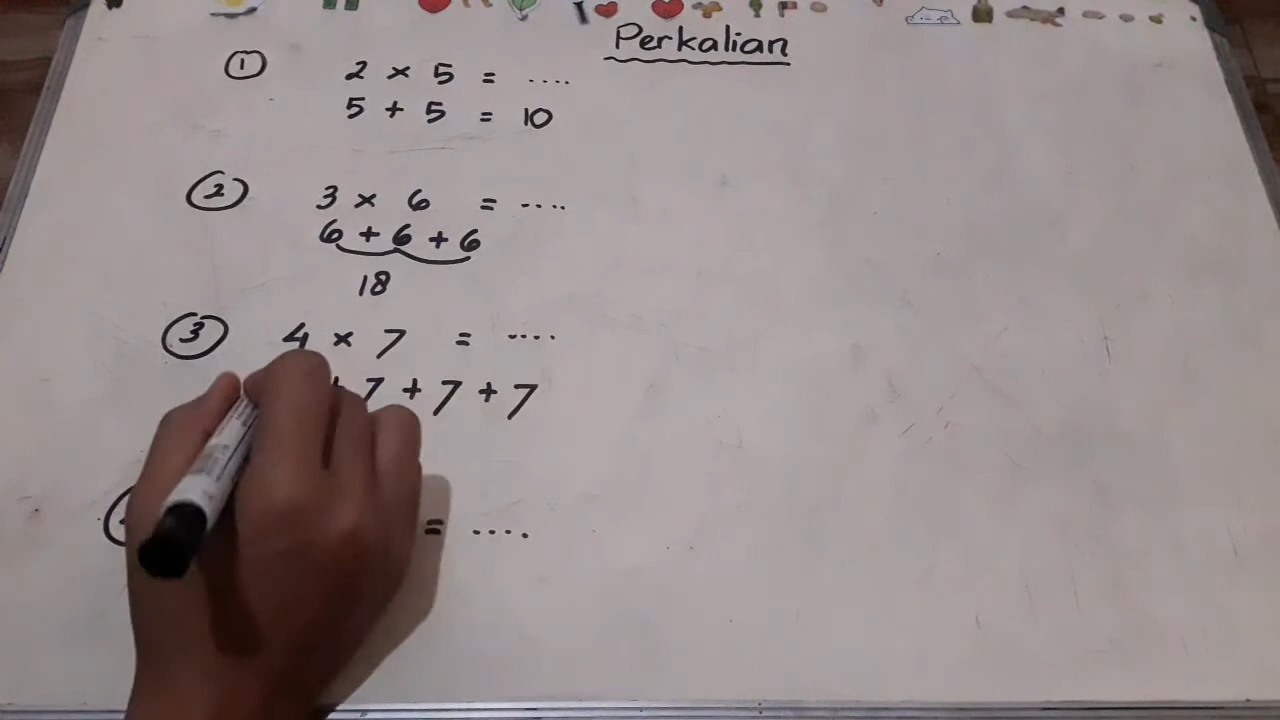 Perkalian
1 2 × 5 = ....
5 + 5 = 10
2 3 × 6 = ....
6 + 6 + 6
18
3 4 × 7 = ....
+ 7 + 7 + 7
= ....